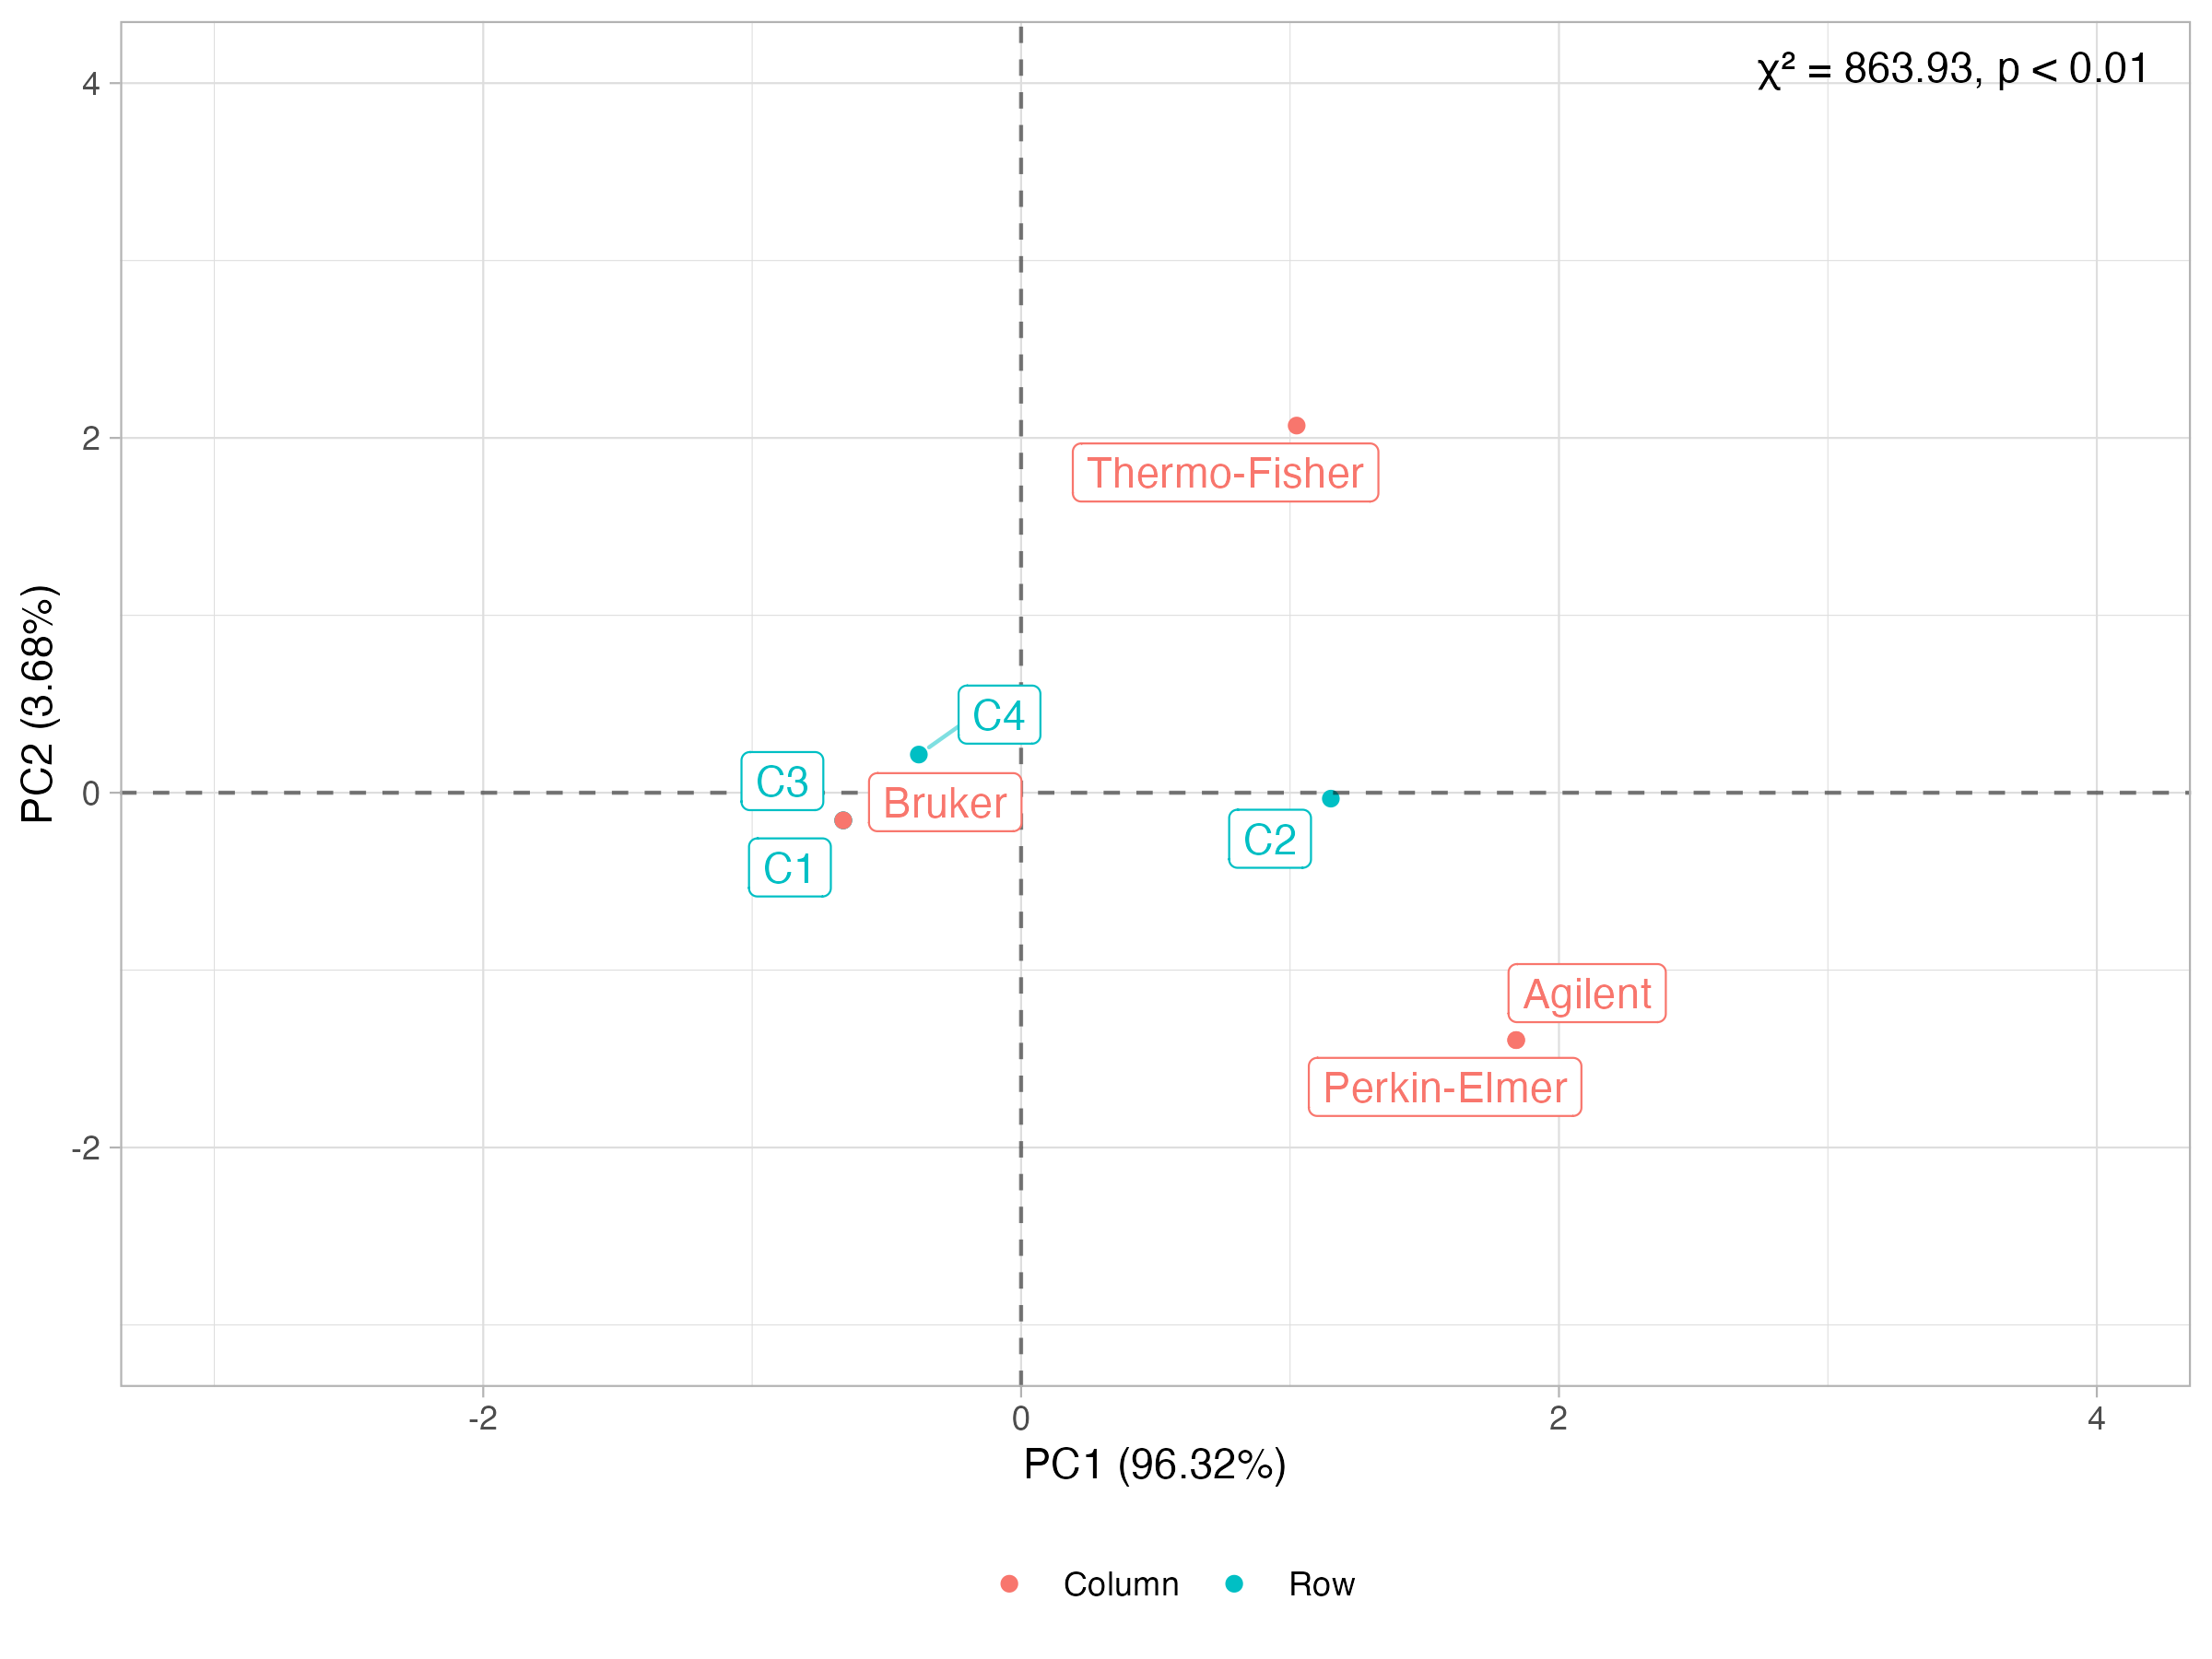 χ² = 863.93, p < 0.01
4
2
0
-2
PC2 (3.68%)
Thermo-Fisher
C4
C3
Bruker
C1
C2
Agilent
Perkin-Elmer
-2 0 2 4
PC1 (96.32%)
Column Row